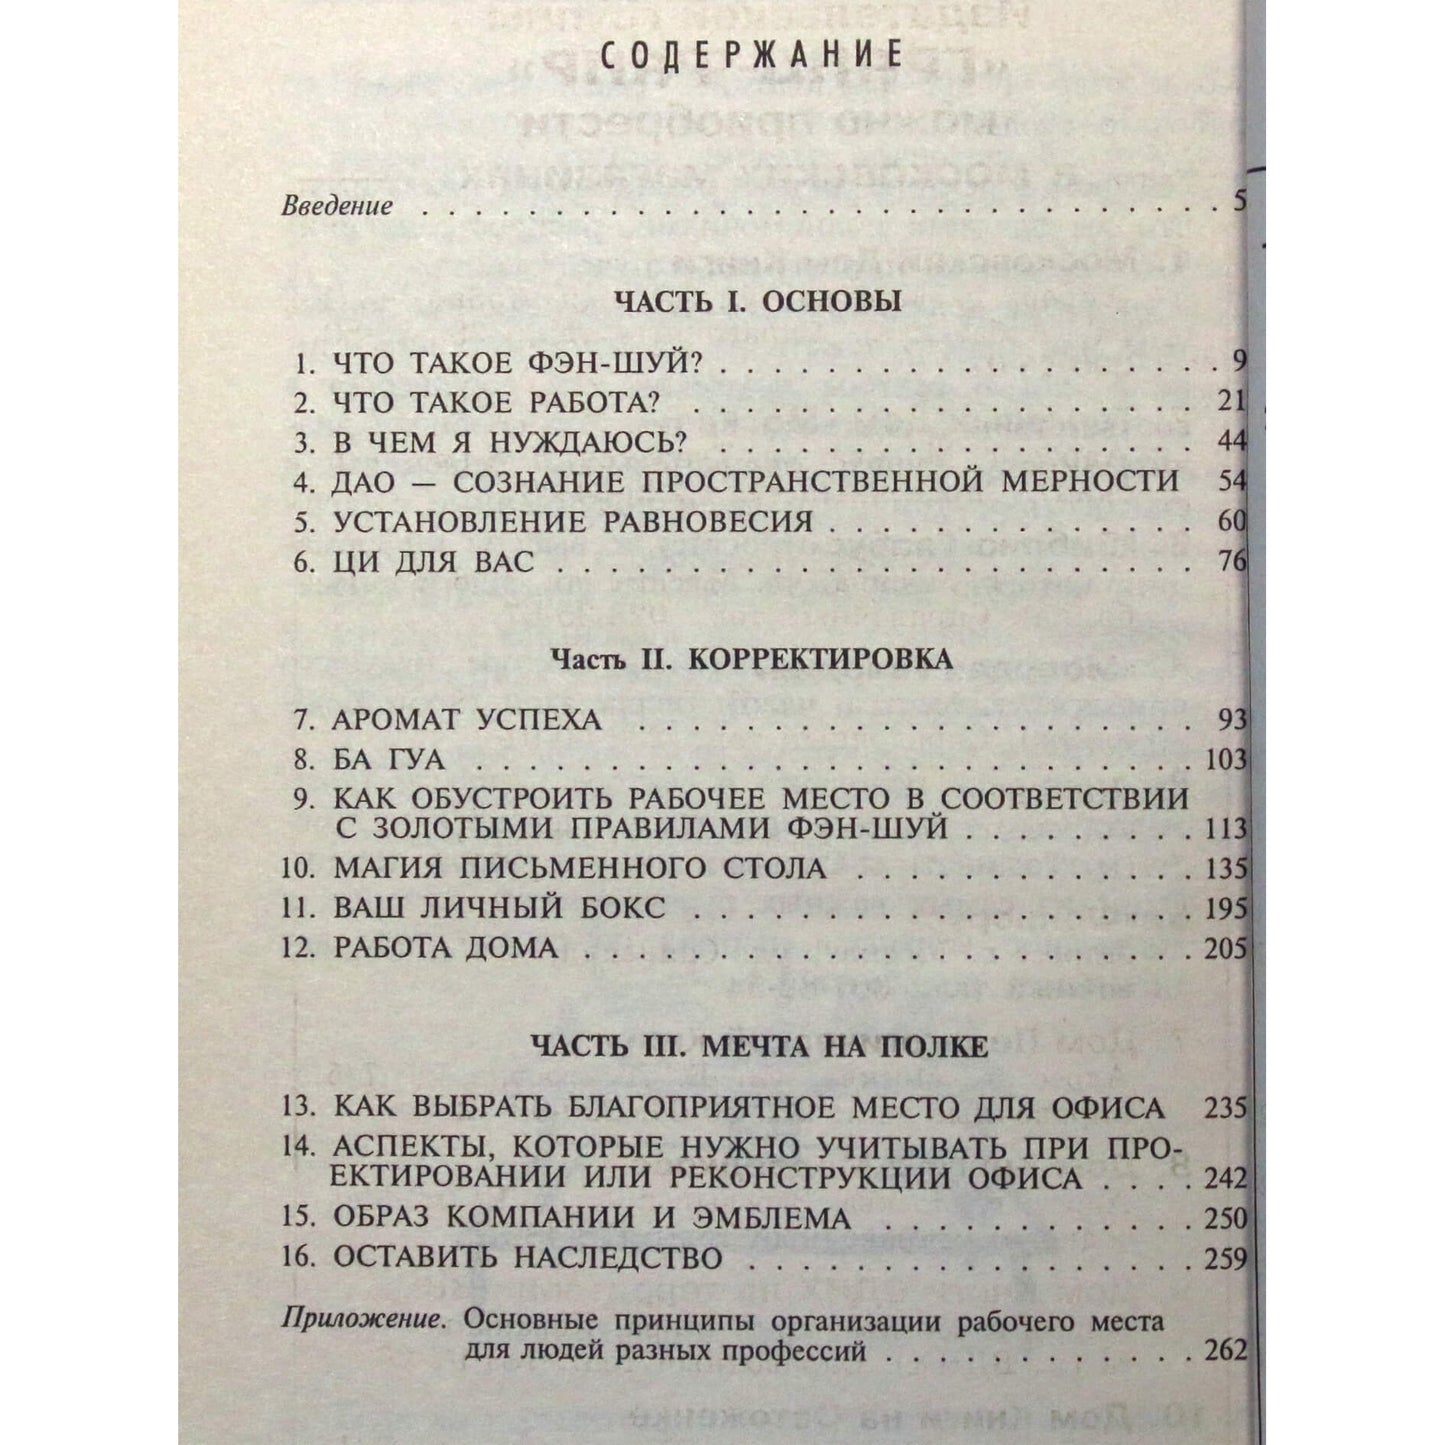 СОДЕРЖАНИЕ
Введение . . . . . . . . . . . . . . . . . . . . . . . . . . . . . . 5
ЧАСТЬ I. ОСНОВЫ
1. ЧТО ТАКОЕ ФЭН-ШУЙ? . . . . . . . . . . . . . . . . . . . 9
2. ЧТО ТАКОЕ РАБОТА? . . . . . . . . . . . . . . . . . . . 21
3. В ЧЕМ Я НУЖДАЮСЬ? . . . . . . . . . . . . . . . . . . 44
4. ДАО — СОЗНАНИЕ ПРОСТРАНСТВЕННОЙ МЕРНОСТИ 54
5. УСТАНОВЛЕНИЕ РАВНОВЕСИЯ . . . . . . . . . . . . . . 60
6. ЦИ ДЛЯ ВАС . . . . . . . . . . . . . . . . . . . . . . . . 76
Часть II. КОРРЕКТИРОВКА
7. АРОМАТ УСПЕХА . . . . . . . . . . . . . . . . . . . . . 93
8. БА ГУА . . . . . . . . . . . . . . . . . . . . . . . . . . . 103
9. КАК ОБУСТРОИТЬ РАБОЧЕЕ МЕСТО В СООТВЕТСТВИИ
С ЗОЛОТЫМИ ПРАВИЛАМИ ФЭН-ШУЙ . . . . . . . . . 113
10. МАГИЯ ПИСЬМЕННОГО СТОЛА . . . . . . . . . . . . . 135
11. ВАШ ЛИЧНЫЙ БОКС . . . . . . . . . . . . . . . . . . . 195
12. РАБОТА ДОМА . . . . . . . . . . . . . . . . . . . . . . . 205
ЧАСТЬ III. МЕЧТА НА ПОЛКЕ
13. КАК ВЫБРАТЬ БЛАГОПРИЯТНОЕ МЕСТО ДЛЯ ОФИСА 235
14. АСПЕКТЫ, КОТОРЫЕ НУЖНО УЧИТЫВАТЬ ПРИ ПРО-
ЕКТИРОВАНИИ ИЛИ РЕКОНСТРУКЦИИ ОФИСА . . . . 242
15. ОБРАЗ КОМПАНИИ И ЭМБЛЕМА . . . . . . . . . . . . 250
16. ОСТАВИТЬ НАСЛЕДСТВО . . . . . . . . . . . . . . . . . 259
Приложение. Основные принципы организации рабочего места
для людей разных профессий . . . . . . . . . . . . 262